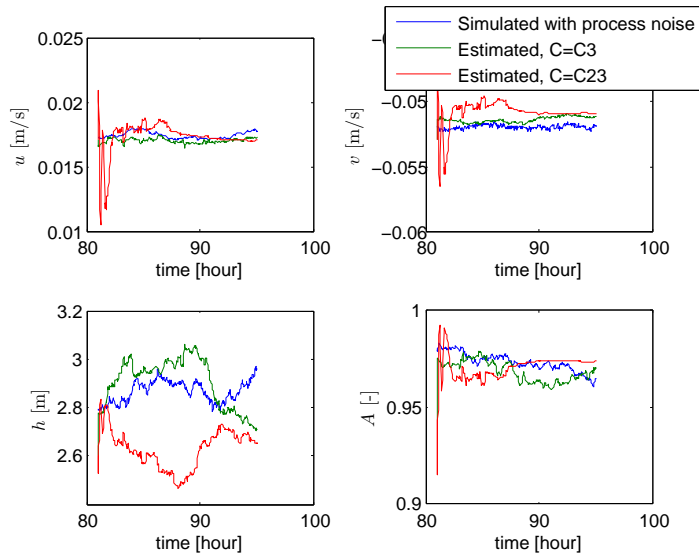 Simulated with process noise
Estimated, C=C3
Estimated, C=C23
0.025
0.02
0.015
0.01
u [m/s]
80 90 100
time [hour]
−0.05
−0.055
−0.06
v [m/s]
80 90 100
time [hour]
3.2
3
2.8
2.6
h [m]
80 90 100
time [hour]
1
0.95
0.9
A [-]
80 90 100
time [hour]